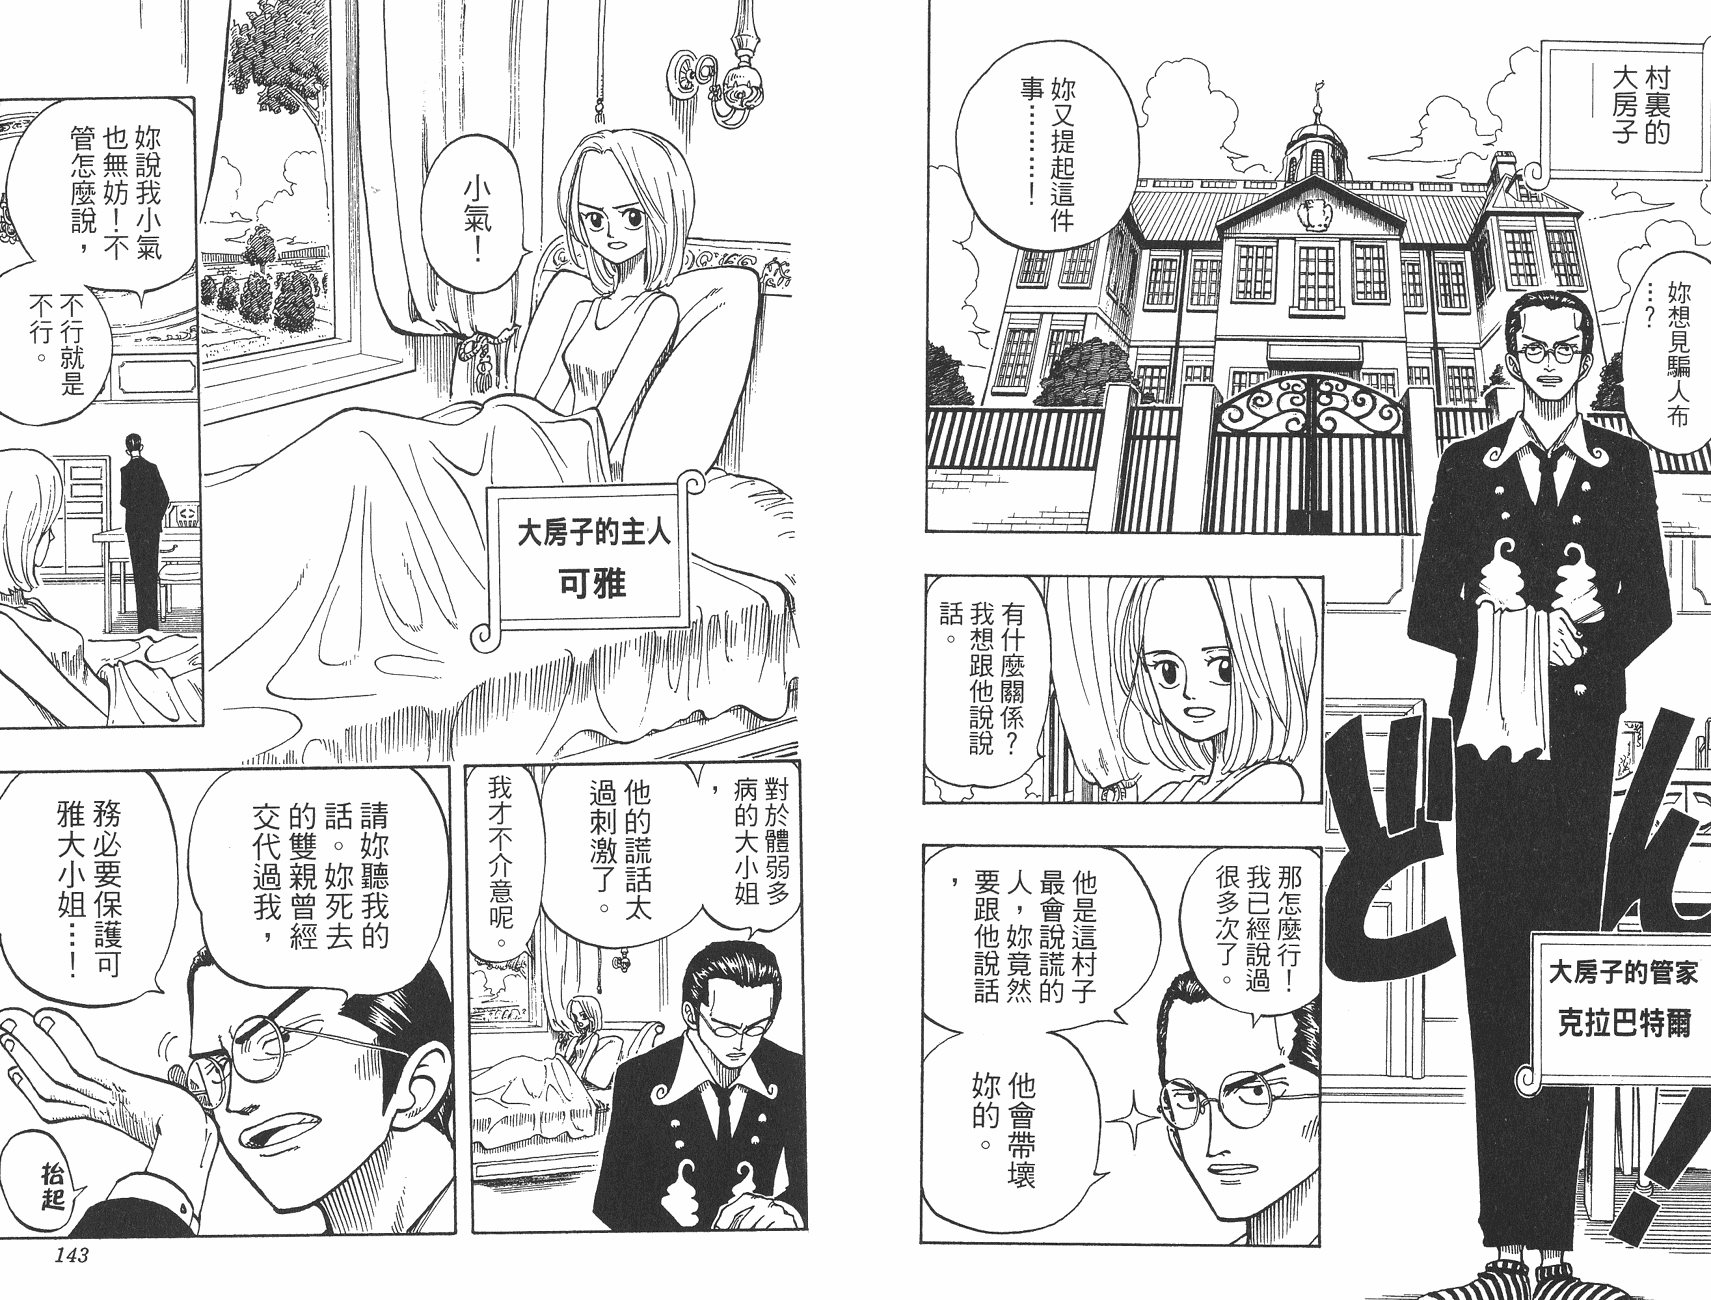 村裏的
大房子
——
妳又提起這件
事…………！
妳想見騙人布
…？
大房子的管家
克拉巴特爾
どん！
有什麼關係？
我想跟他說說
話。
那怎麼行！
我已經說過
很多次了。
他是這村子
最會說謊的
人，妳竟然
要跟他說話
，
他會帶壞
妳的。
小氣！
大房子的主人
可雅
妳說我小氣
也無妨！不
管怎麼說，
不行就是
不行。
對於體弱多
病的大小姐
，
他的謊話太
過刺激了。
我才不介意呢。
請妳聽我的
話。妳死去
的雙親曾經
交代過我，
務必要保護可
雅大小姐…！
抬起
143